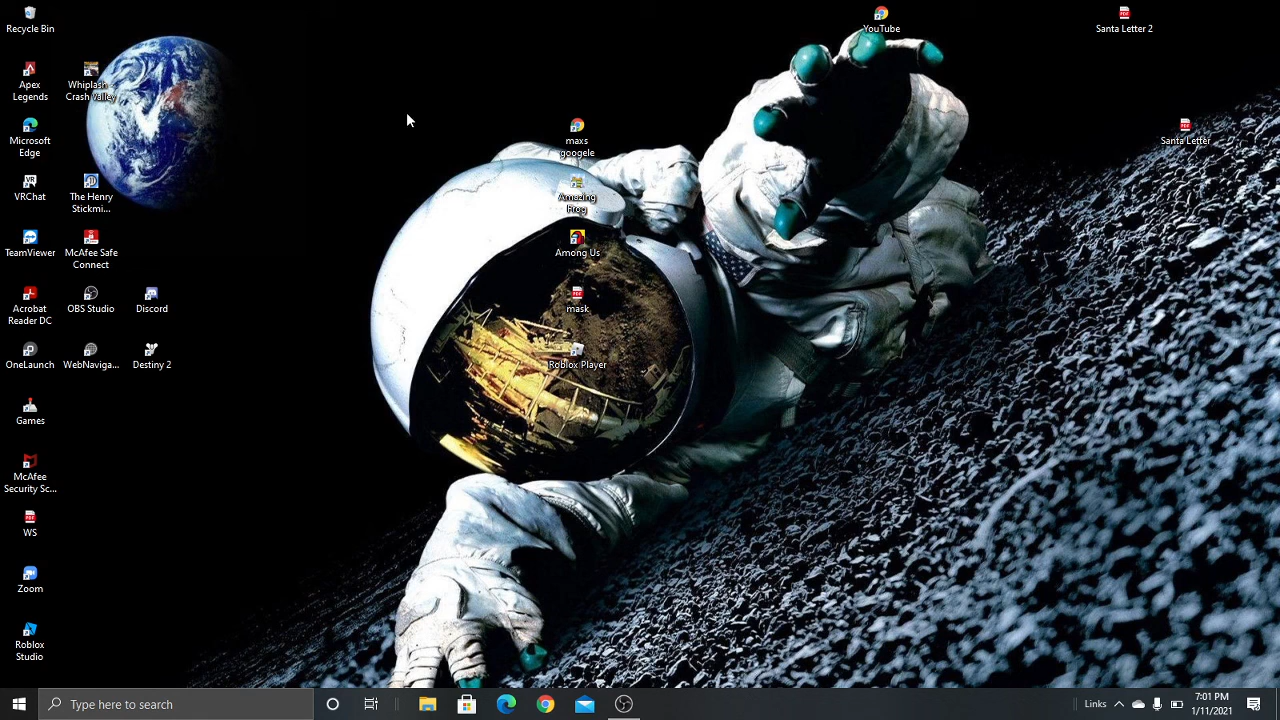 Recycle Bin
YouTube
Santa Letter 2
Apex
Legends
Whiplash -
Crash Valley
Microsoft
Edge
maxs
googele
Santa Letter
VRChat
The Henry
Stickmi...
Amazing
Frog
TeamViewer
McAfee Safe
Connect
Among Us
Acrobat
Reader DC
OBS Studio
Discord
mask
OneLaunch
WebNaviga...
Destiny 2
Roblox Player
Games
McAfee
Security Sc...
WS
Zoom
Roblox
Studio
Type here to search
Links
7:01 PM
1/11/2021